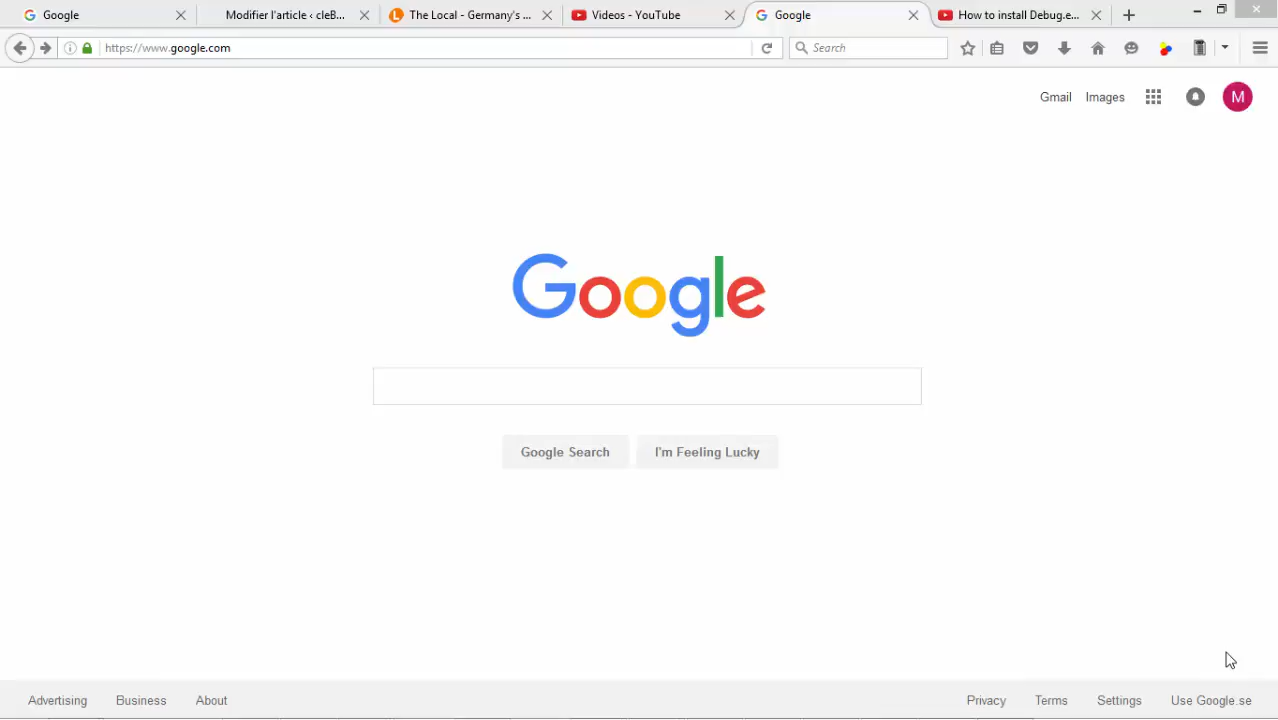 Google
Modifier l'article ‹ cleB...
The Local - Germany's ...
Videos - YouTube
Google
How to install Debug.e...
https://www.google.com
Search
Gmail
Images
M
Google
Google Search
I'm Feeling Lucky
Advertising
Business
About
Privacy
Terms
Settings
Use Google.se